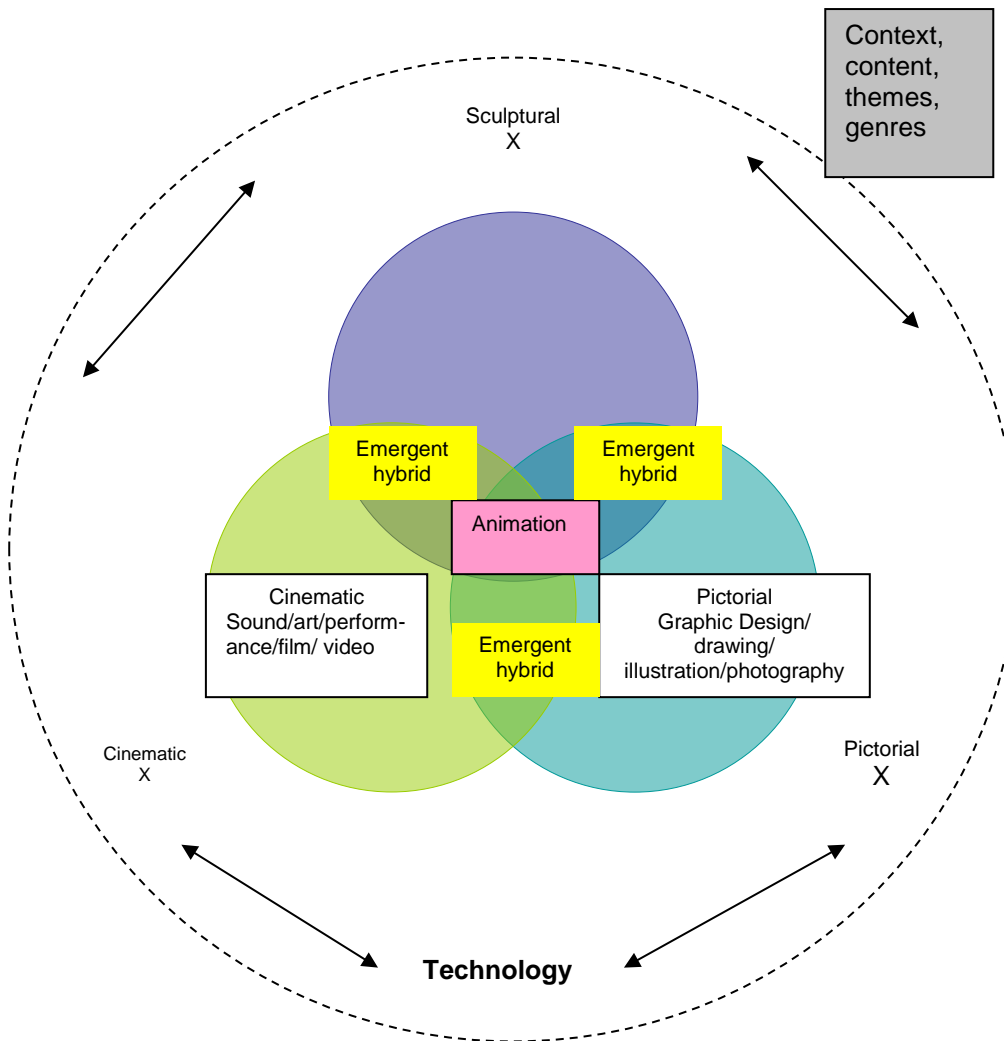 Context,
content,
themes,
genres
Sculptural
X
Emergent
hybrid
Emergent
hybrid
Animation
Cinematic
Sound/art/perform-
ance/film/ video
Pictorial
Graphic Design/
drawing/
illustration/photography
Emergent
hybrid
Cinematic
X
Pictorial
X
Technology